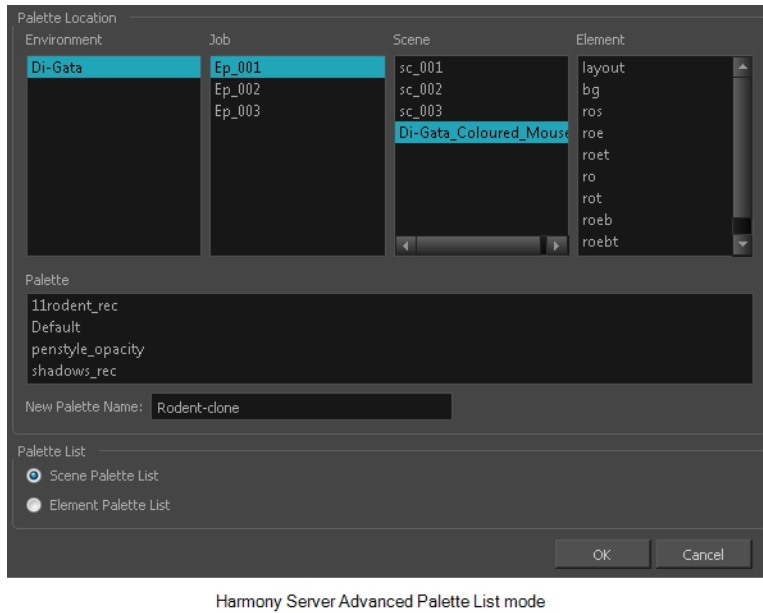 Palette Location
Environment Job Scene Element
Di-Gata
Ep_001
Ep_002
Ep_003
sc_001
sc_002
sc_003
Di-Gata_Coloured_Mouse
layout
bg
ros
roe
roet
ro
rot
roeb
roebt
Palette
11rodent_rec
Default
penstyle_opacity
shadows_rec
New Palette Name: Rodent-clone
Palette List
Scene Palette List
Element Palette List
OK Cancel
Harmony Server Advanced Palette List mode